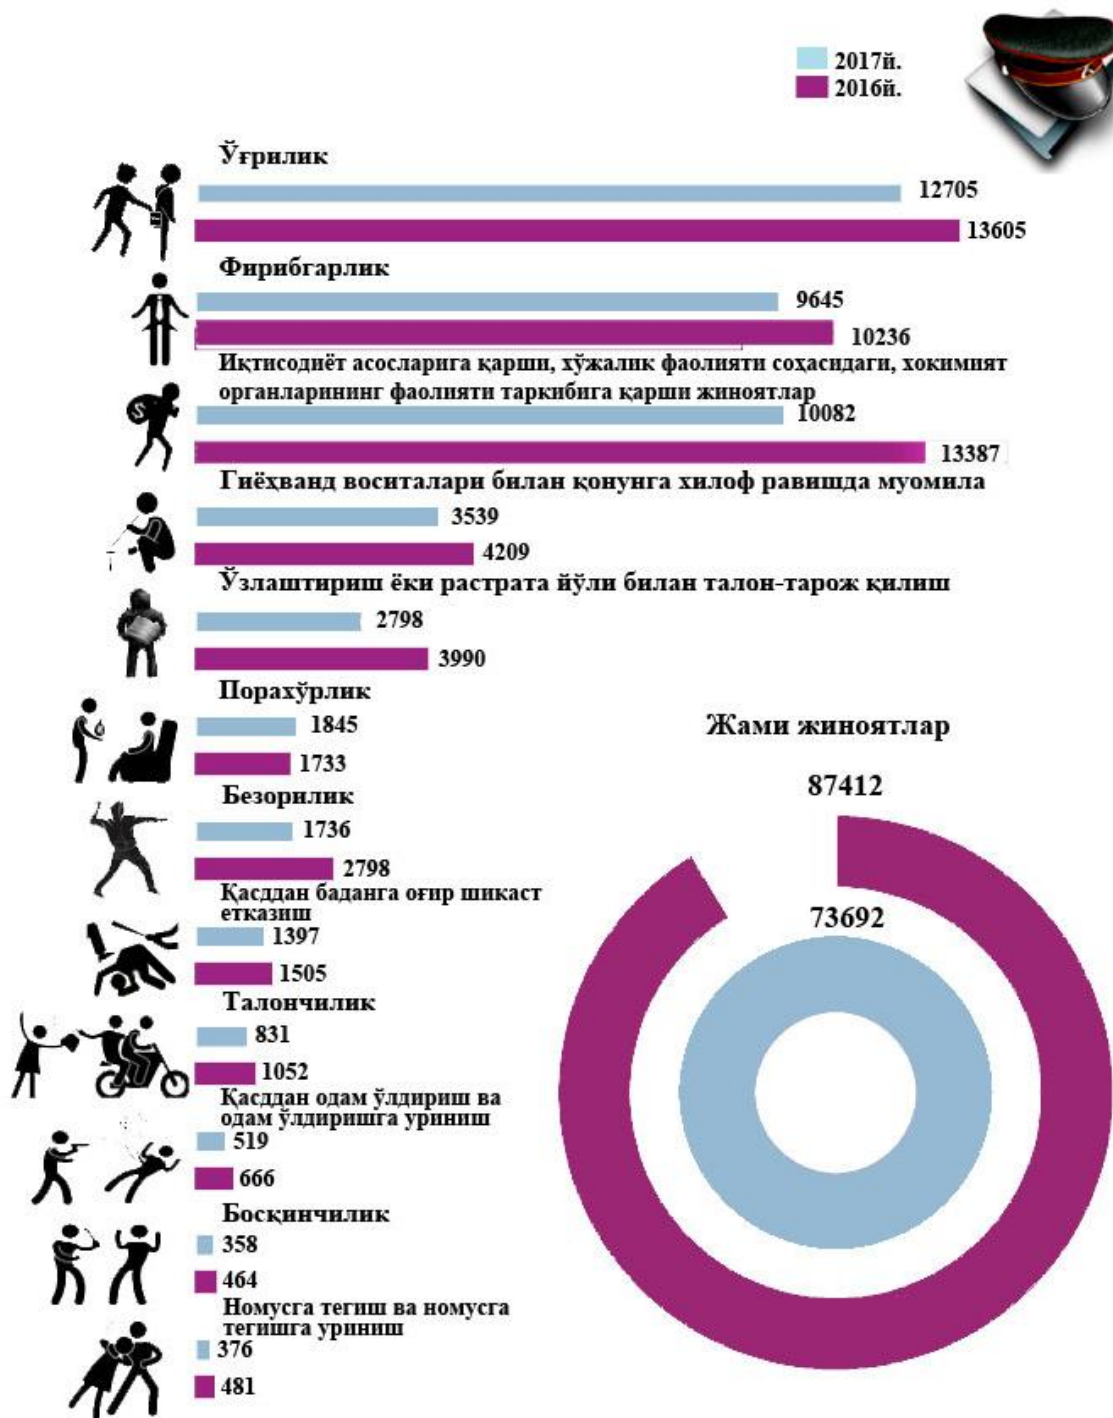 2017й.
2016й.
Ўғрилик
12705
13605
Фирибгарлик
9645
10236
Иқтисодиёт асосларига қарши, хўжалик фаолияти соҳасидаги, хокимият
органларининг фаолияти таркибига қарши жиноятлар
10082
13387
Гиёҳванд воситалари билан қонунга хилоф равишда муомила
3539
4209
Ўзлаштириш ёки растрата йўли билан талон-тарож қилиш
2798
3990
Порахўрлик
1845
1733
Безорилик
1736
2798
Қасддан баданга оғир шикаст
етказиш
1397
1505
Талончилик
831
1052
Қасддан одам ўлдириш ва
одам ўлдиришга уриниш
519
666
Босқинчилик
358
464
Номусга тегиш ва номусга
тегишга уриниш
376
481
Жами жиноятлар
87412
73692